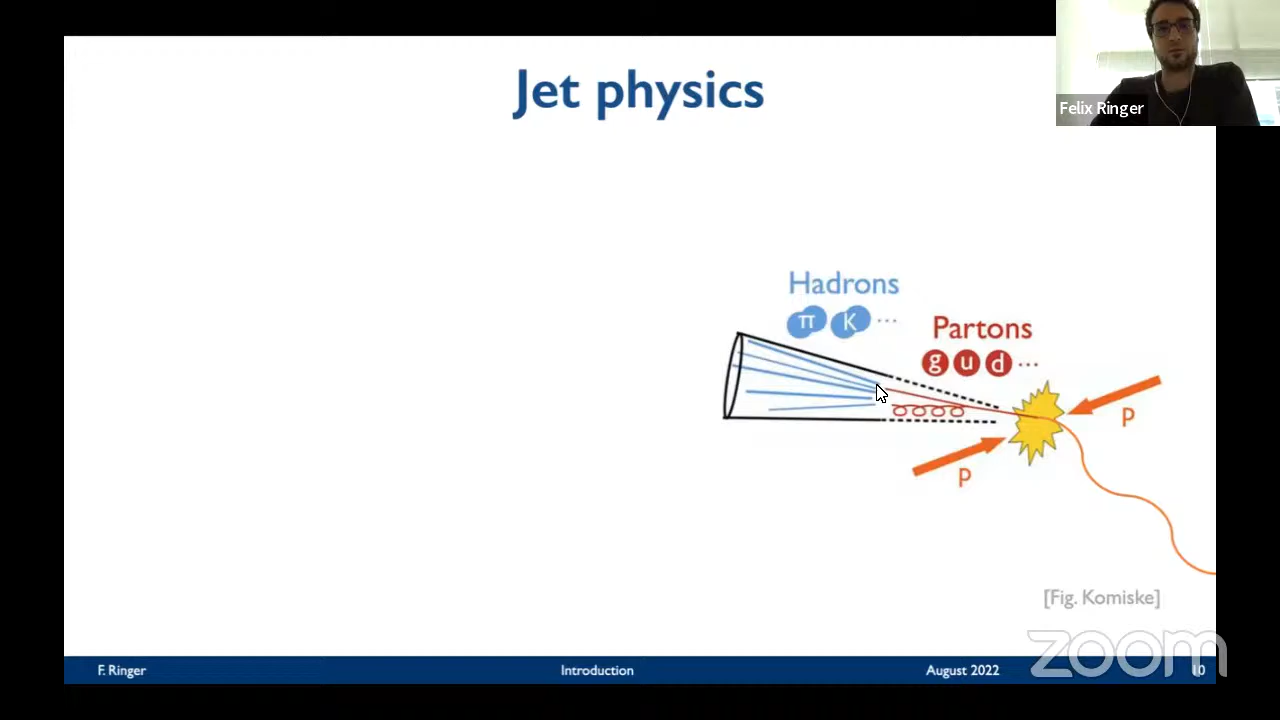 Jet physics
Felix Ringer
Hadrons
π K ...
Partons
g u d ...
P
P
[Fig. Komiske]
zoom
F. Ringer Introduction August 2022 10